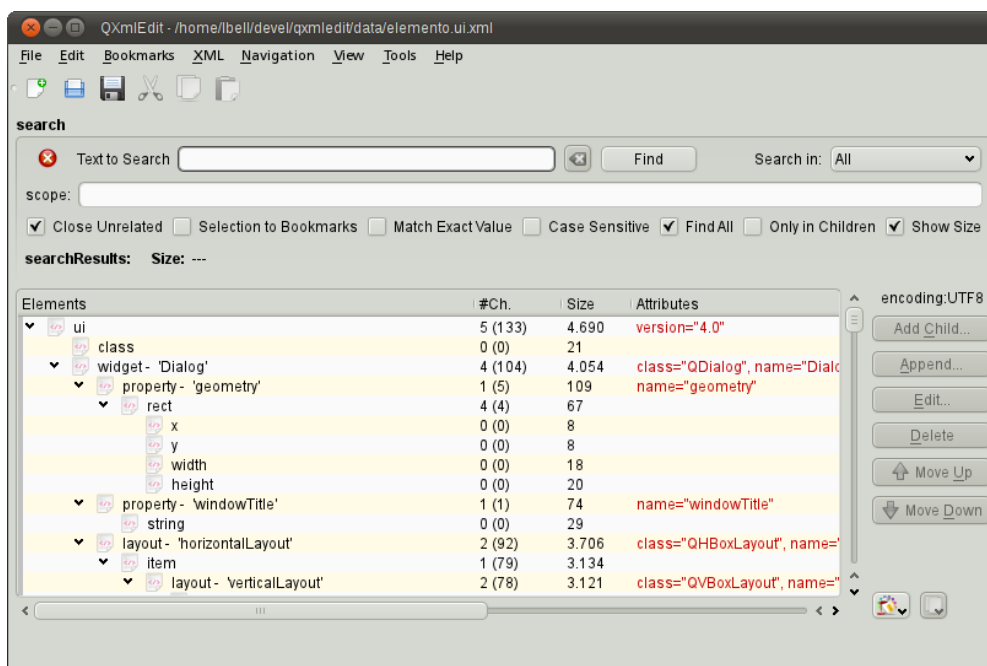 QXmlEdit - /home/lbell/devel/qxmledit/data/elemento.ui.xml
File Edit Bookmarks XML Navigation View Tools Help
search
Text to Search Find Search in: All
scope:
Close Unrelated Selection to Bookmarks Match Exact Value Case Sensitive Find All Only in Children Show Size
searchResults: Size: ---
Elements #Ch. Size Attributes encoding:UTF8
ui 5 (133) 4.690 version="4.0"
class 0 (0) 21
widget - 'Dialog' 4 (104) 4.054 class="QDialog", name="Dialo
property - 'geometry' 1 (5) 109 name="geometry"
rect 4 (4) 67
x 0 (0) 8
y 0 (0) 8
width 0 (0) 18
height 0 (0) 20
property - 'windowTitle' 1 (1) 74 name="windowTitle"
string 0 (0) 29
layout - 'horizontalLayout' 2 (92) 3.706 class="QHBoxLayout", name='
item 1 (79) 3.134
layout - 'verticalLayout' 2 (78) 3.121 class="QVBoxLayout", name="
Add Child...
Append...
Edit...
Delete
Move Up
Move Down